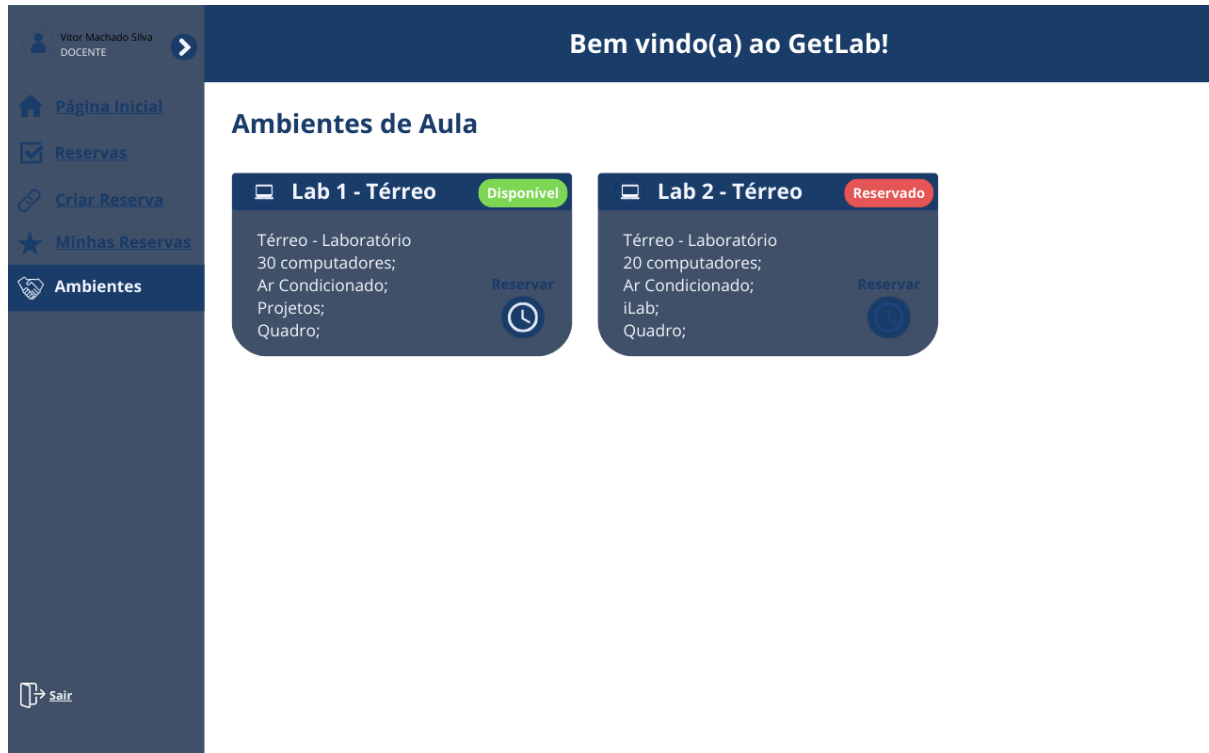 Vitor Machado Silva
DOCENTE
Página Inicial
Reservas
Criar Reserva
Minhas Reservas
Ambientes
Sair
Bem vindo(a) ao GetLab!
Ambientes de Aula
Lab 1 - Térreo
Disponível
Térreo - Laboratório
30 computadores;
Ar Condicionado;
Projetos;
Quadro;
Reservar
Lab 2 - Térreo
Reservado
Térreo - Laboratório
20 computadores;
Ar Condicionado;
iLab;
Quadro;
Reservar